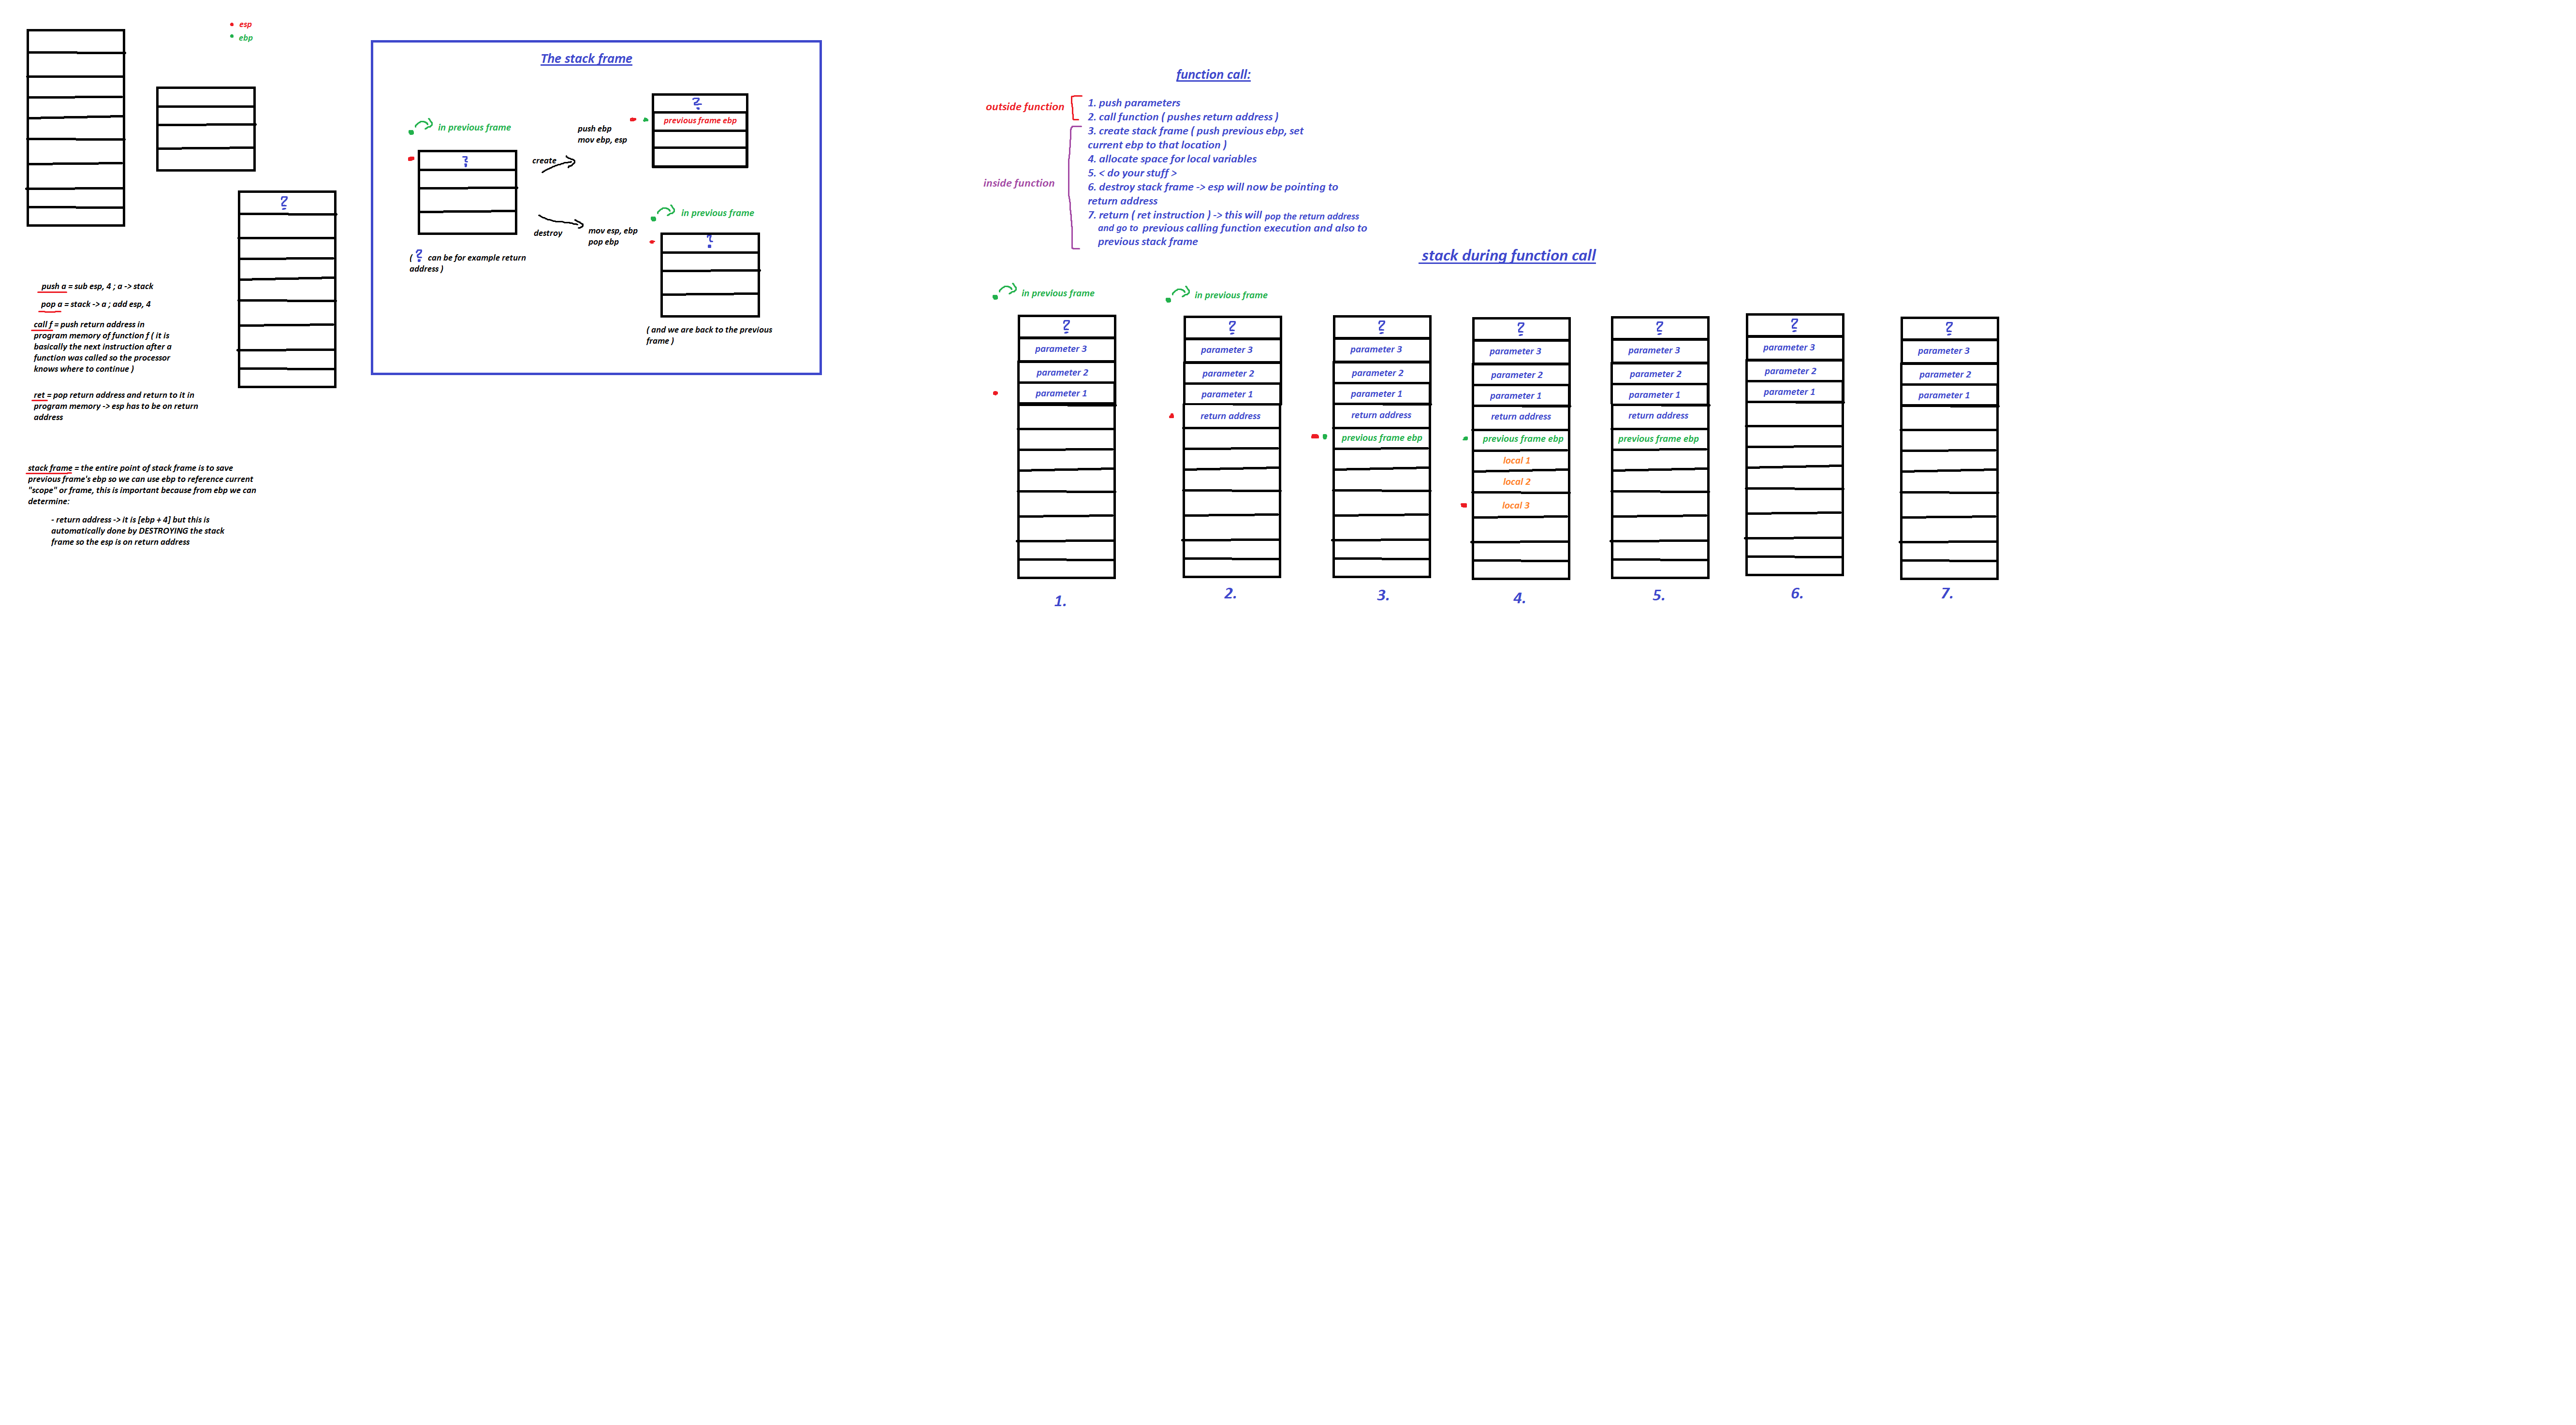 esp
ebp
?
push a = sub esp, 4 ; a -> stack
pop a = stack -> a ; add esp, 4
call f = push return address in
program memory of function f ( it is
basically the next instruction after a
function was called so the processor
knows where to continue )
ret = pop return address and return to it in
program memory -> esp has to be on return
address
stack frame = the entire point of stack frame is to save
previous frame's ebp so we can use ebp to reference current
"scope" or frame, this is important because from ebp we can
determine:
- return address -> it is [ebp + 4] but this is
automatically done by DESTROYING the stack
frame so the esp is on return address
The stack frame
in previous frame
?
( ? can be for example return
address )
create
push ebp
mov ebp, esp
?
previous frame ebp
destroy
mov esp, ebp
pop ebp
in previous frame
?
( and we are back to the previous
frame )
function call:
outside function
1. push parameters
2. call function ( pushes return address )
inside function
3. create stack frame ( push previous ebp, set
current ebp to that location )
4. allocate space for local variables
5. < do your stuff >
6. destroy stack frame -> esp will now be pointing to
return address
7. return ( ret instruction ) -> this will pop the return address
and go to previous calling function execution and also to
previous stack frame
stack during function call
in previous frame
?
parameter 3
parameter 2
parameter 1
1.
in previous frame
?
parameter 3
parameter 2
parameter 1
return address
2.
?
parameter 3
parameter 2
parameter 1
return address
previous frame ebp
3.
?
parameter 3
parameter 2
parameter 1
return address
previous frame ebp
local 1
local 2
local 3
4.
?
parameter 3
parameter 2
parameter 1
return address
previous frame ebp
5.
?
parameter 3
parameter 2
parameter 1
6.
?
parameter 3
parameter 2
parameter 1
7.